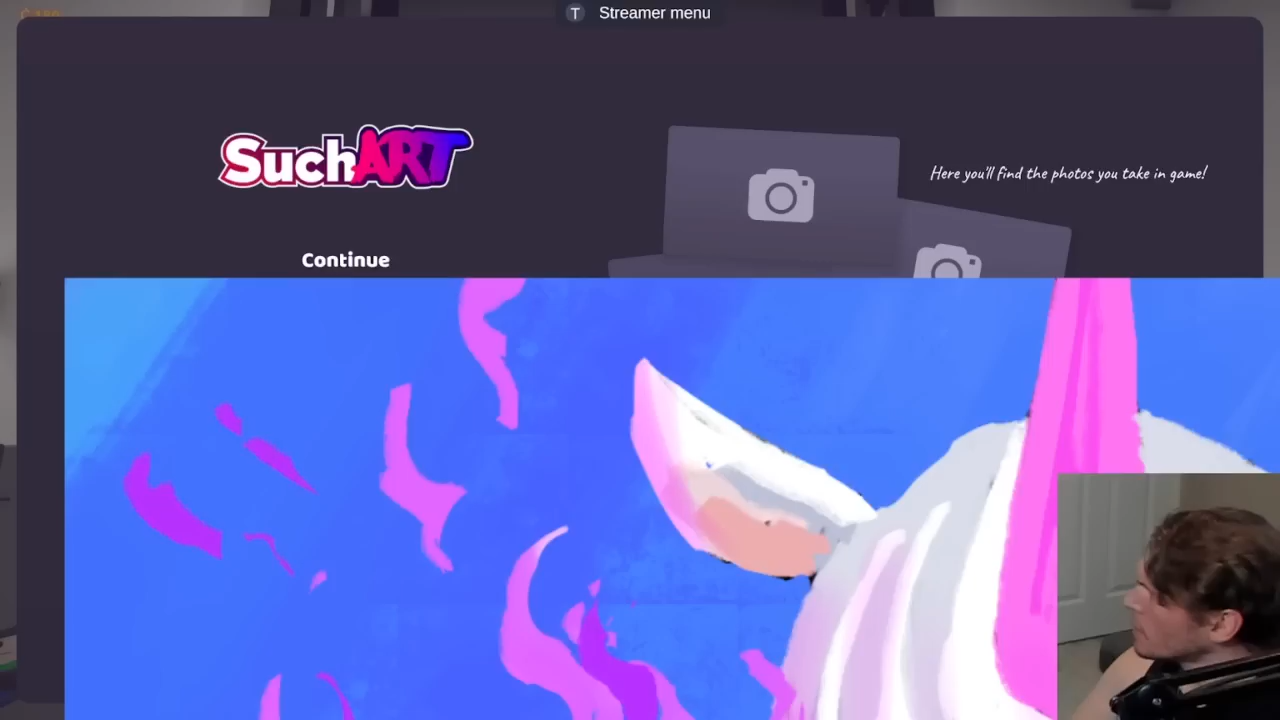 T Streamer menu
SuchART
Here you'll find the photos you take in game!
Continue